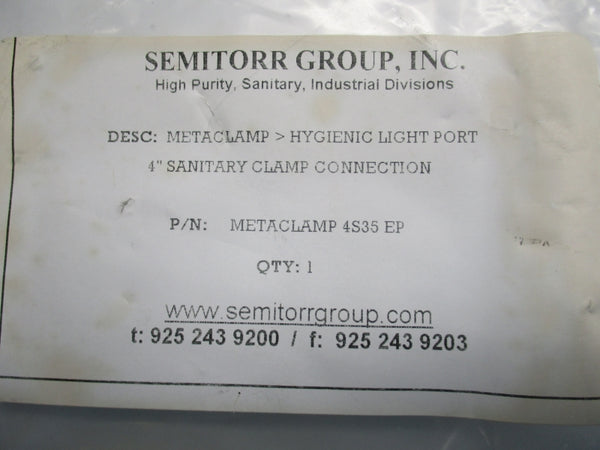 SEMITORR GROUP, INC.
High Purity, Sanitary, Industrial Divisions
DESC: METACLAMP > HYGIENIC LIGHT PORT
4" SANITARY CLAMP CONNECTION
P/N: METACLAMP 4S35 EP
QTY: 1
www.semitorrgroup.com
t: 925 243 9200 / f: 925 243 9203